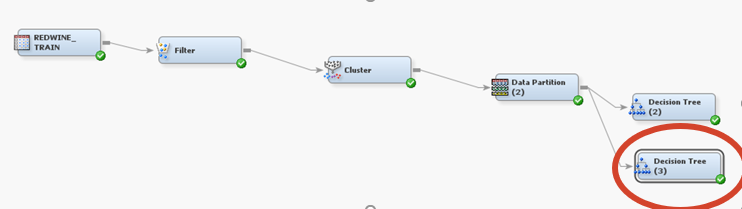 REDWINE_
TRAIN
Filter
Cluster
Data Partition
(2)
Decision Tree
(2)
Decision Tree
(3)